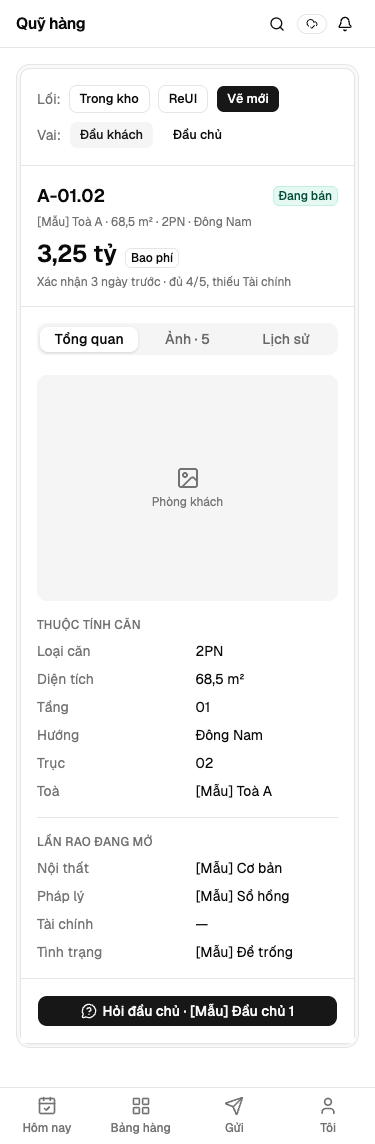 Quỹ hàng
Lối: Trong kho ReUI Vẽ mới
Vai: Đầu khách Đầu chủ
A-01.02 Đang bán
[Mẫu] Toà A · 68,5 m² · 2PN · Đông Nam
3,25 tỷ Bao phí
Xác nhận 3 ngày trước · đủ 4/5, thiếu Tài chính
Tổng quan Ảnh · 5 Lịch sử
Phòng khách
THUỘC TÍNH CĂN
Loại căn 2PN
Diện tích 68,5 m²
Tầng 01
Hướng Đông Nam
Trục 02
Toà [Mẫu] Toà A
LẦN RAO ĐANG MỞ
Nội thất [Mẫu] Cơ bản
Pháp lý [Mẫu] Sổ hồng
Tài chính —
Tình trạng [Mẫu] Để trống
Hỏi đầu chủ · [Mẫu] Đầu chủ 1
Hôm nay Bảng hàng Gửi Tôi